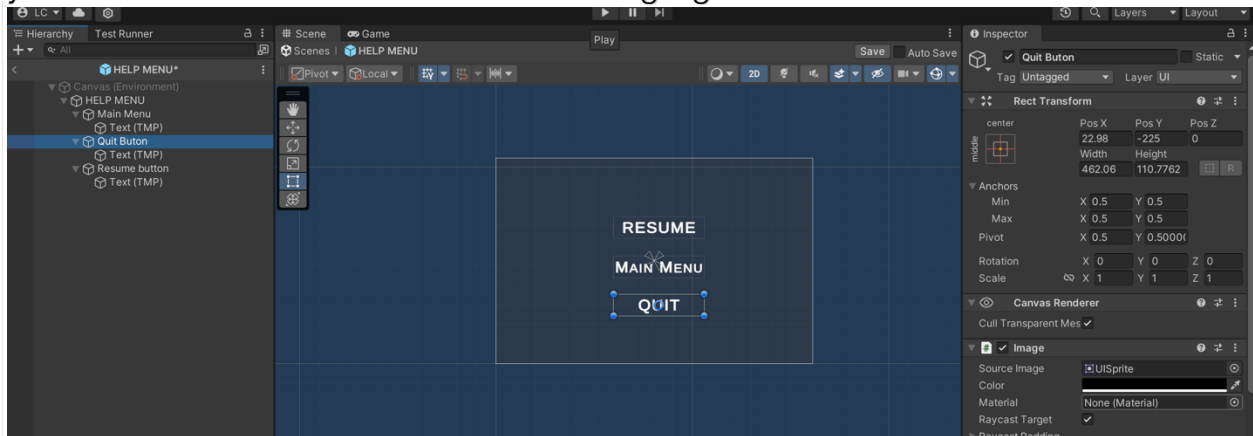 LC
Layers
Layout
Hierarchy
Test Runner
Scene
Game
Play
Inspector
All
Scenes
HELP MENU
Save
Auto Save
Quit Buton
Static
HELP MENU*
Pivot
Local
2D
Tag Untagged
Layer UI
Canvas (Environment)
HELP MENU
Main Menu
Text (TMP)
Quit Buton
Text (TMP)
Resume button
Text (TMP)
RESUME
MAIN MENU
QUIT
Rect Transform
center
middle
Pos X Pos Y Pos Z
22.98 -225 0
Width Height
462.06 110.7762
R
Anchors
Min X 0.5 Y 0.5
Max X 0.5 Y 0.5
Pivot X 0.5 Y 0.5000(
Rotation X 0 Y 0 Z 0
Scale X 1 Y 1 Z 1
Canvas Renderer
Cull Transparent Mes
Image
Source Image UISprite
Color
Material None (Material)
Raycast Target